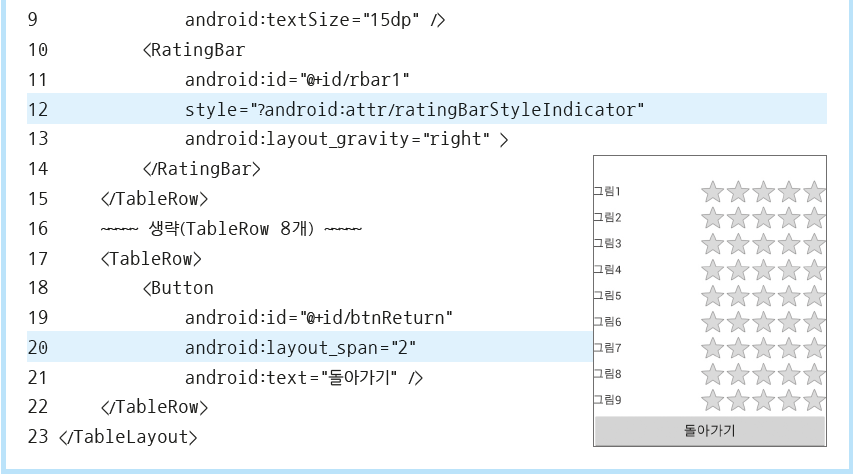 9 android:textSize="15dp" />
10 <RatingBar
11 android:id="@+id/rbar1"
12 style="?android:attr/ratingBarStyleIndicator"
13 android:layout_gravity="right" >
14 </RatingBar>
15 </TableRow>
16 ~~~~~ 생략(TableRow 8개) ~~~~~
17 <TableRow>
18 <Button
19 android:id="@+id/btnReturn"
20 android:layout_span="2"
21 android:text="돌아가기" />
22 </TableRow>
23 </TableLayout>
그림1
그림2
그림3
그림4
그림5
그림6
그림7
그림8
그림9
돌아가기